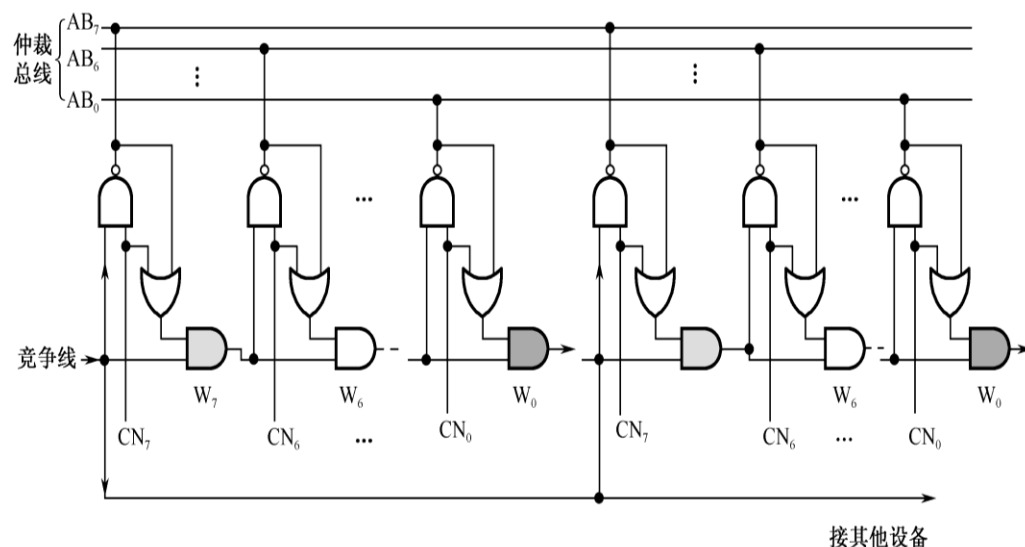 仲裁
总线
AB₇
AB₆
⋮ ⋮
AB₀
... ...
竞争线
W₇ W₆ W₀ W₆ W₀
CN₇ CN₆ ... CN₀ CN₇ CN₆ ... CN₀
接其他设备